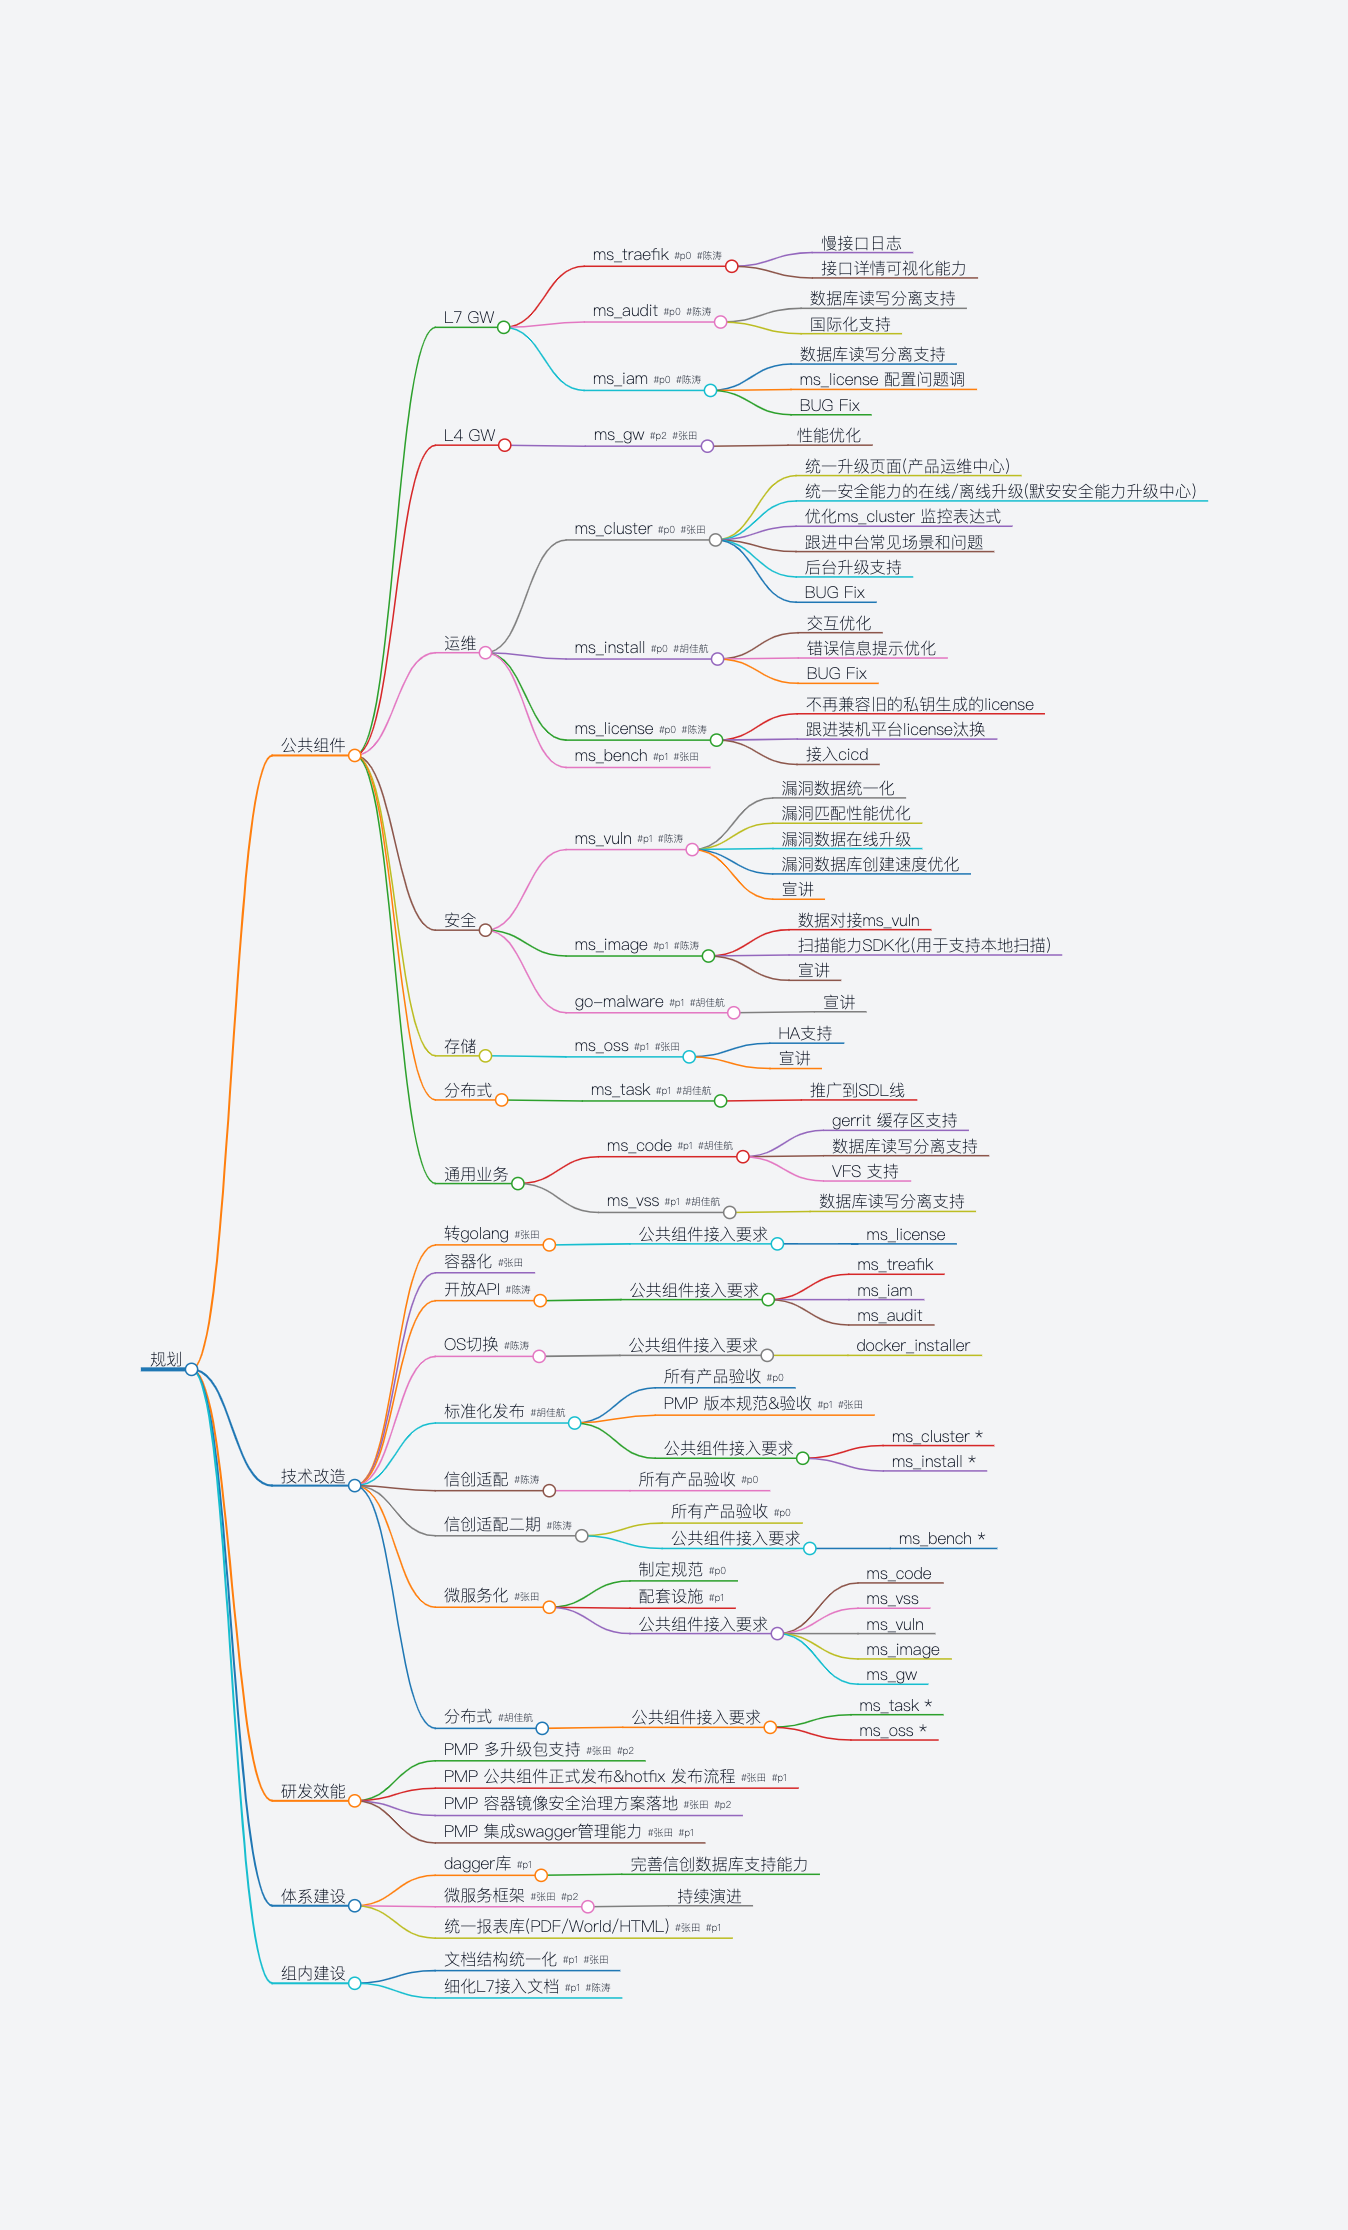 规划
公共组件
L7 GW
ms_traefik #p0 #陈涛
慢接口日志
接口详情可视化能力
ms_audit #p0 #陈涛
数据库读写分离支持
国际化支持
ms_iam #p0 #陈涛
数据库读写分离支持
ms_license 配置问题调
BUG Fix
L4 GW
ms_gw #p2 #张田
性能优化
运维
ms_cluster #p0 #张田
统一升级页面(产品运维中心)
统一安全能力的在线/离线升级(默安安全能力升级中心)
优化ms_cluster 监控表达式
跟进中台常见场景和问题
后台升级支持
BUG Fix
ms_install #p0 #胡佳航
交互优化
错误信息提示优化
BUG Fix
ms_license #p0 #陈涛
不再兼容旧的私钥生成的license
跟进装机平台license汰换
接入cicd
ms_bench #p1 #张田
安全
ms_vuln #p1 #陈涛
漏洞数据统一化
漏洞匹配性能优化
漏洞数据在线升级
漏洞数据库创建速度优化
宣讲
ms_image #p1 #陈涛
数据对接ms_vuln
扫描能力SDK化(用于支持本地扫描)
宣讲
go-malware #p1 #胡佳航
宣讲
存储
ms_oss #p1 #张田
HA支持
宣讲
分布式
ms_task #p1 #胡佳航
推广到SDL线
通用业务
ms_code #p1 #胡佳航
gerrit 缓存区支持
数据库读写分离支持
VFS 支持
ms_vss #p1 #胡佳航
数据库读写分离支持
技术改造
转golang #张田
公共组件接入要求
ms_license
容器化 #张田
开放API #陈涛
公共组件接入要求
ms_treafik
ms_iam
ms_audit
OS切换 #陈涛
公共组件接入要求
docker_installer
标准化发布 #胡佳航
所有产品验收 #p0
PMP 版本规范&验收 #p1 #张田
公共组件接入要求
ms_cluster *
ms_install *
信创适配 #陈涛
所有产品验收 #p0
信创适配二期 #陈涛
所有产品验收 #p0
公共组件接入要求
ms_bench *
微服务化 #张田
制定规范 #p0
配套设施 #p1
公共组件接入要求
ms_code
ms_vss
ms_vuln
ms_image
ms_gw
分布式 #胡佳航
公共组件接入要求
ms_task *
ms_oss *
研发效能
PMP 多升级包支持 #张田 #p2
PMP 公共组件正式发布&hotfix 发布流程 #张田 #p1
PMP 容器镜像安全治理方案落地 #张田 #p2
PMP 集成swagger管理能力 #张田 #p1
体系建设
dagger库 #p1
完善信创数据库支持能力
微服务框架 #张田 #p2
持续演进
统一报表库(PDF/World/HTML) #张田 #p1
组内建设
文档结构统一化 #p1 #张田
细化L7接入文档 #p1 #陈涛